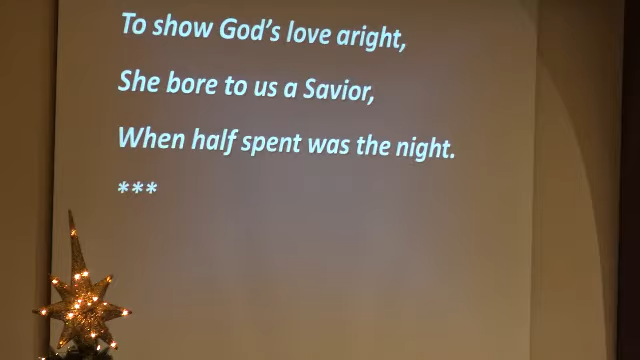 To show God's love aright,
She bore to us a Savior,
When half spent was the night.
***